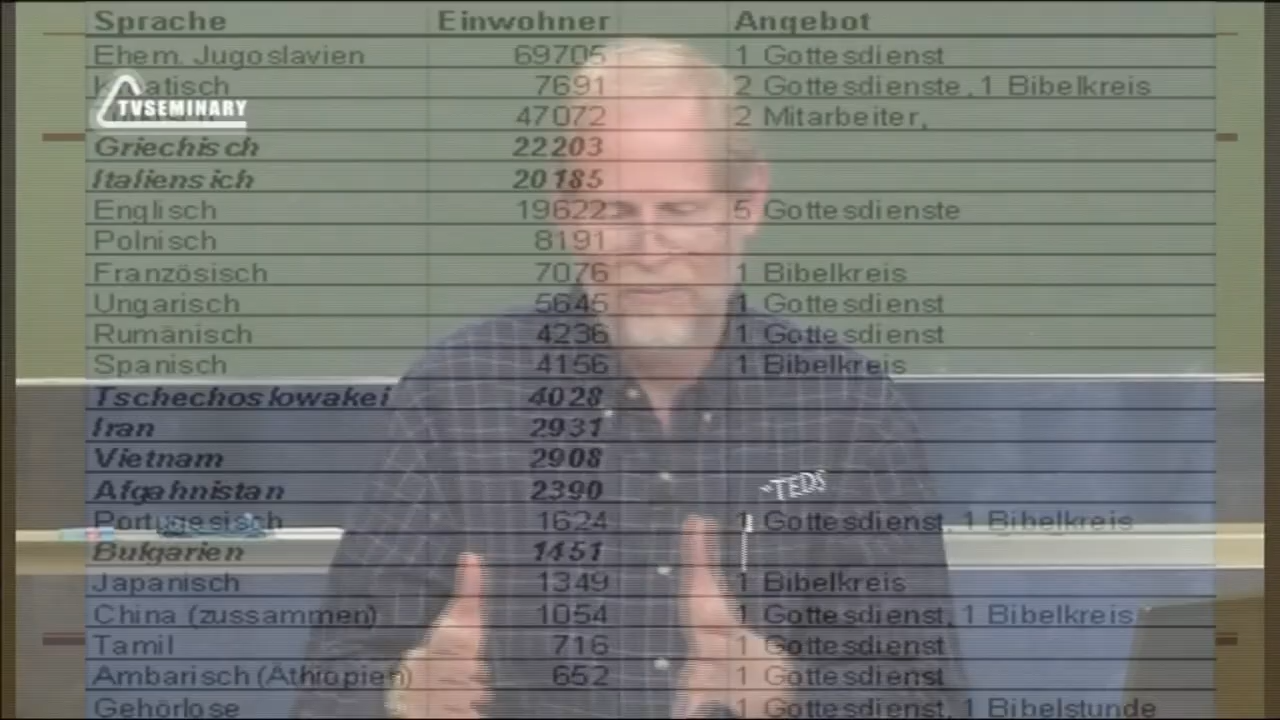 Sprache Einwohner Angebot
Ehem. Jugoslavien 69705 1 Gottesdienst
Kroatisch 7691 2 Gottesdienste, 1 Bibelkreis
TVSEMINARY
47072 2 Mitarbeiter,
Griechisch 22203
Italiensich 20185
Englisch 19622 5 Gottesdienste
Polnisch 8191
Französisch 7076 1 Bibelkreis
Ungarisch 5645 1 Gottesdienst
Rumänisch 4236 1 Gottesdienst
Spanisch 4156 1 Bibelkreis
Tschechoslowakei 4028
Iran 2931
Vietnam 2908
Afgahnistan 2390
"TEDS"
Portugesisch 1624 1 Gottesdienst, 1 Bibelkreis
Bulgarien 1451
Japanisch 1349 1 Bibelkreis
China (zussammen) 1054 1 Gottesdienst, 1 Bibelkreis
Tamil 716 1 Gottesdienst
Ambarisch (Äthiopien) 652 1 Gottesdienst
Gehörlose 1 Gottesdienst, 1 Bibelstunde